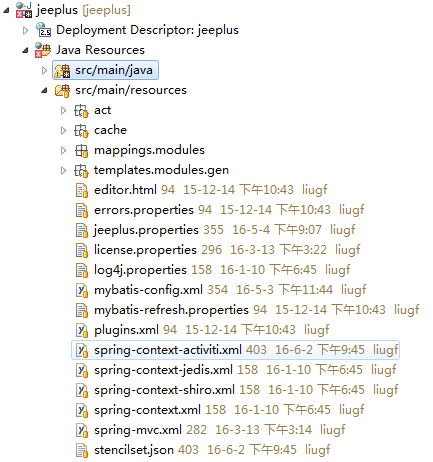 jeeplus [jeeplus]
Deployment Descriptor: jeeplus
Java Resources
src/main/java
src/main/resources
act
cache
mappings.modules
templates.modules.gen
editor.html 94 15-12-14 下午10:43 liugf
errors.properties 94 15-12-14 下午10:43 liugf
jeeplus.properties 355 16-5-4 下午9:07 liugf
license.properties 296 16-3-13 下午3:22 liugf
log4j.properties 158 16-1-10 下午6:45 liugf
mybatis-config.xml 354 16-5-3 下午11:44 liugf
mybatis-refresh.properties 94 15-12-14 下午10:43 liugf
plugins.xml 94 15-12-14 下午10:43 liugf
spring-context-activiti.xml 403 16-6-2 下午9:45 liugf
spring-context-jedis.xml 158 16-1-10 下午6:45 liugf
spring-context-shiro.xml 158 16-1-10 下午6:45 liugf
spring-context.xml 158 16-1-10 下午6:45 liugf
spring-mvc.xml 282 16-3-13 下午3:14 liugf
stencilset.json 403 16-6-2 下午9:45 liugf